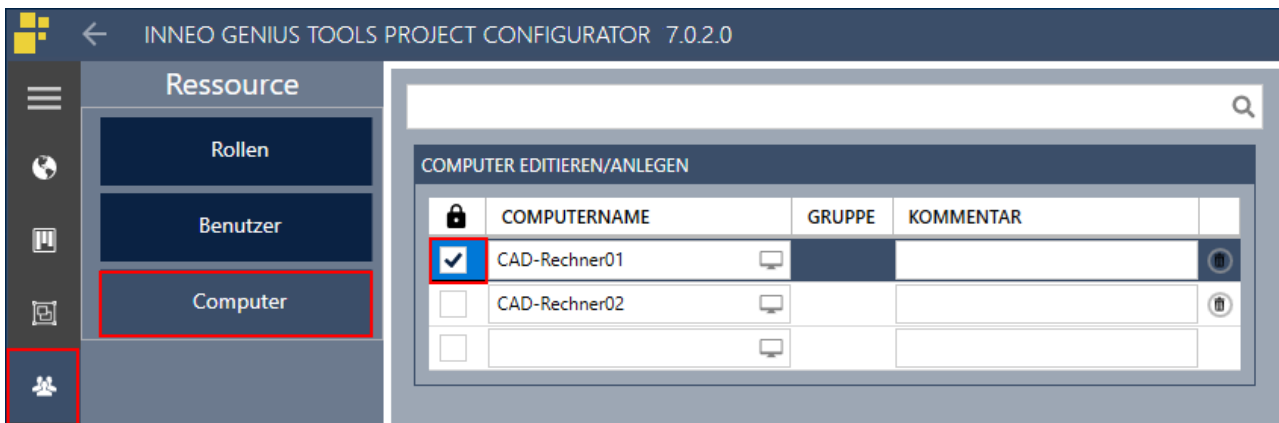 INNEO GENIUS TOOLS PROJECT CONFIGURATOR 7.0.2.0
Ressource
Rollen
Benutzer
Computer
COMPUTER EDITIEREN/ANLEGEN
COMPUTERNAME GRUPPE KOMMENTAR
CAD-Rechner01
CAD-Rechner02